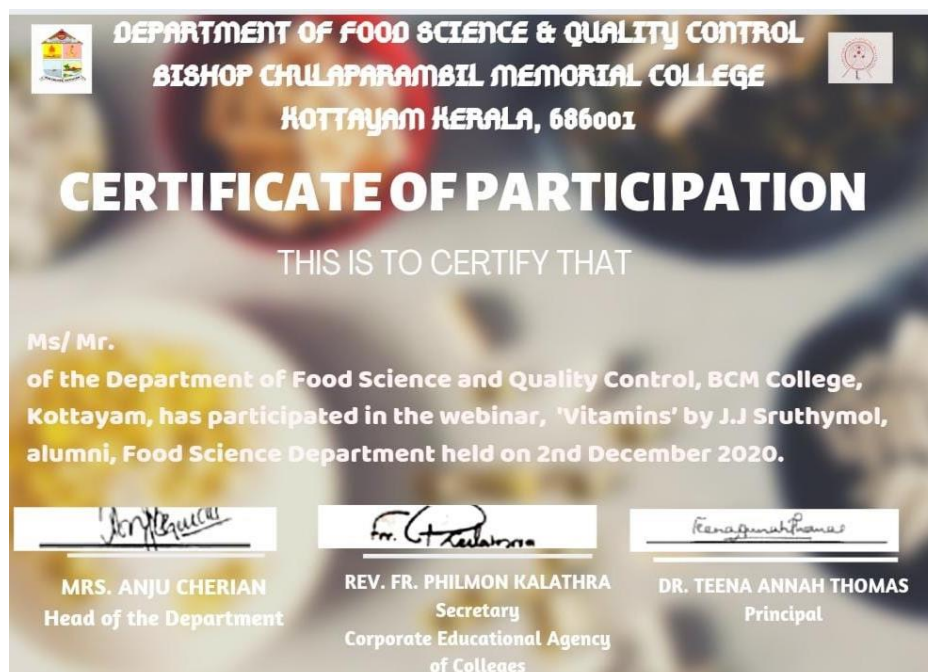 DEPARTMENT OF FOOD SCIENCE & QUALITY CONTROL
BISHOP CHULAPARAMBIL MEMORIAL COLLEGE
KOTTAYAM KERALA, 686001
CERTIFICATE OF PARTICIPATION
THIS IS TO CERTIFY THAT
Ms/ Mr.
of the Department of Food Science and Quality Control, BCM College,
Kottayam, has participated in the webinar, 'Vitamins' by J.J Sruthymol,
alumni, Food Science Department held on 2nd December 2020.
MRS. ANJU CHERIAN
Head of the Department
REV. FR. PHILMON KALATHRA
Secretary
Corporate Educational Agency
of Colleges
DR. TEENA ANNAH THOMAS
Principal